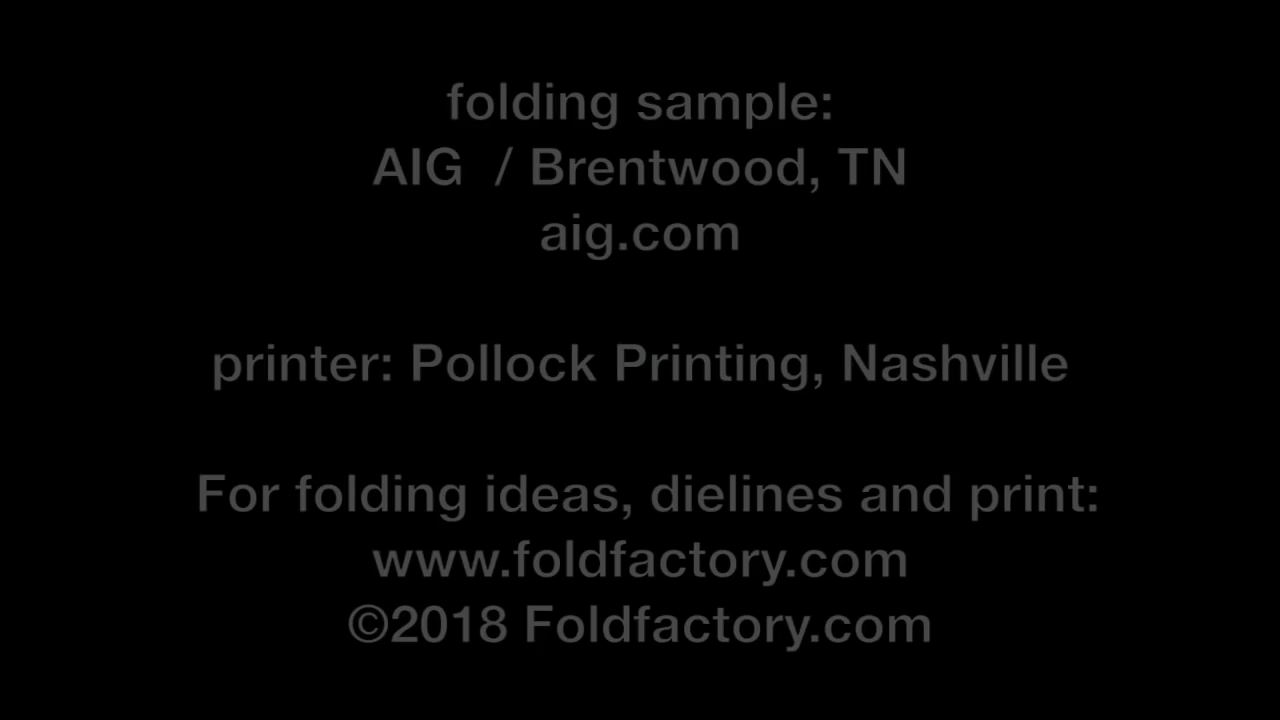 folding sample:
AIG / Brentwood, TN
aig.com
printer: Pollock Printing, Nashville
For folding ideas, dielines and print:
www.foldfactory.com
©2018 Foldfactory.com